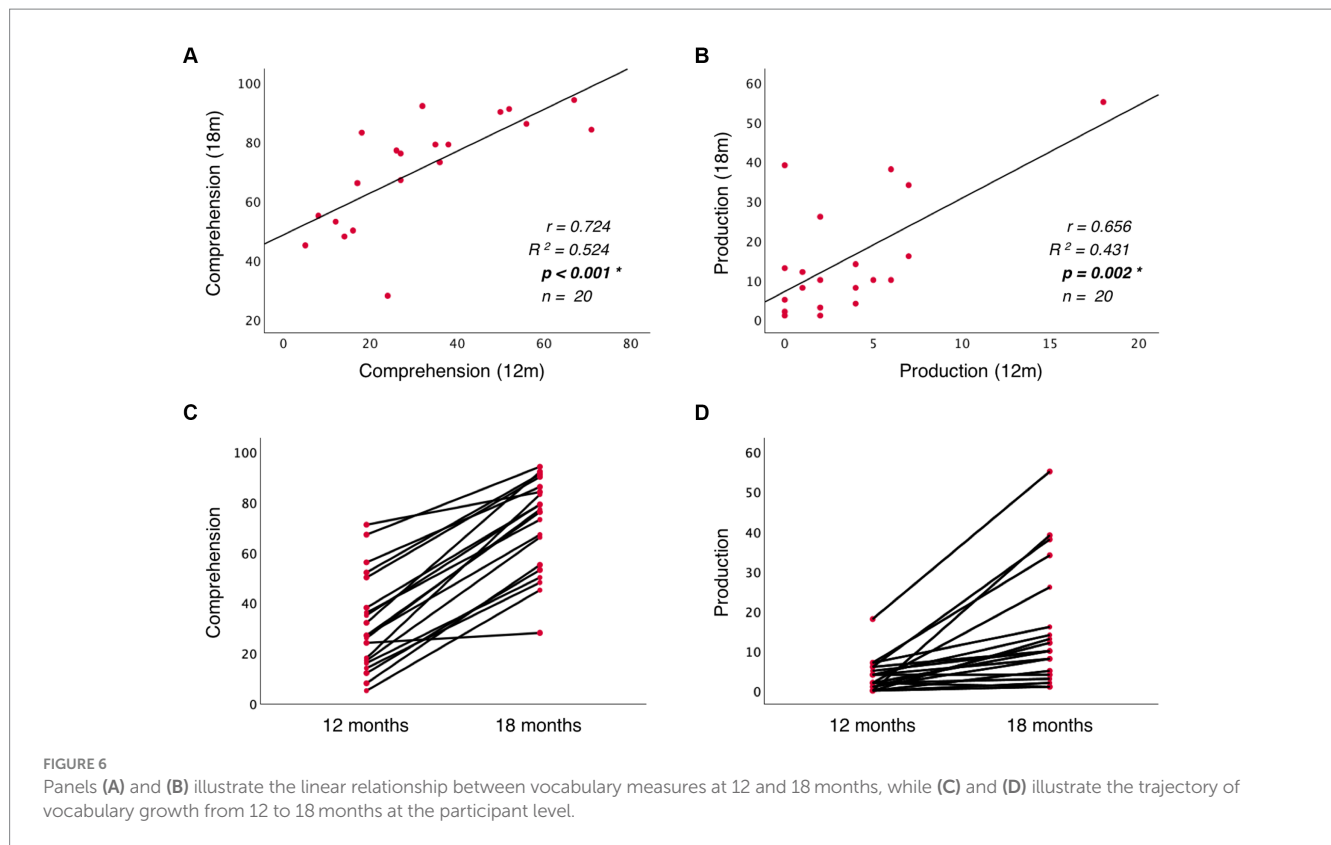 A
100
80
60
40
20
0
20
40
60
80
Comprehension (18m)
Comprehension (12m)
r = 0.724
R² = 0.524
p < 0.001 *
n = 20
B
60
50
40
30
20
10
0
0
5
10
15
20
Production (18m)
Production (12m)
r = 0.656
R² = 0.431
p = 0.002 *
n = 20
C
100
80
60
40
20
0
Comprehension
12 months
18 months
D
60
50
40
30
20
10
0
Production
12 months
18 months
FIGURE 6
Panels (A) and (B) illustrate the linear relationship between vocabulary measures at 12 and 18 months, while (C) and (D) illustrate the trajectory of
vocabulary growth from 12 to 18 months at the participant level.